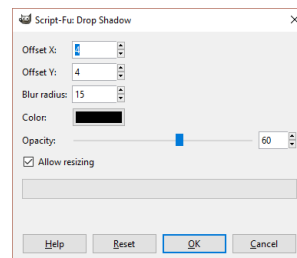 Script-Fu: Drop Shadow
Offset X: 4
Offset Y: 4
Blur radius: 15
Color:
Opacity: 60
Allow resizing
Help Reset OK Cancel